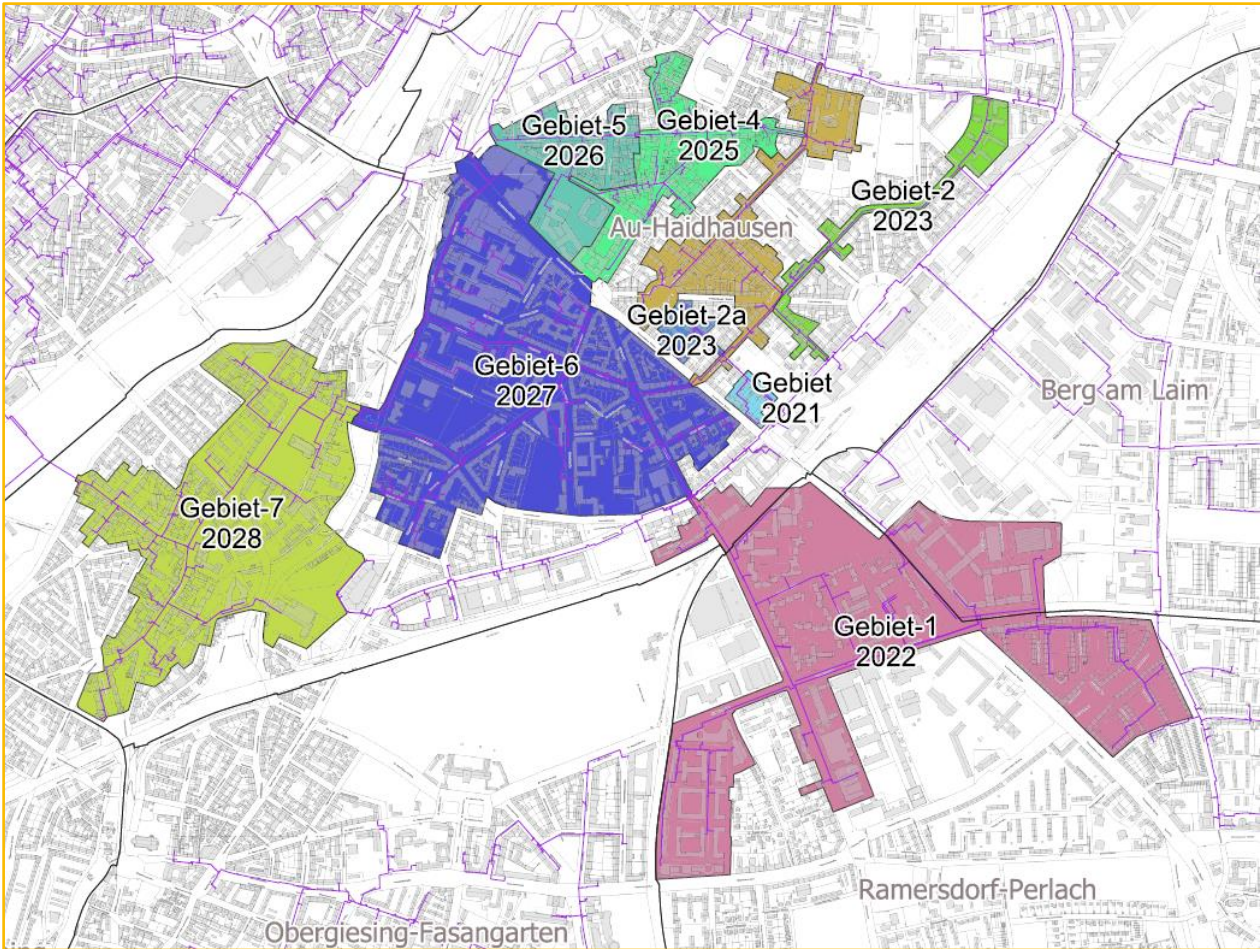 Gebiet-5
2026
Gebiet-4
2025
Gebiet-2
2023
Au-Haidhausen
Gebiet-2a
2023
Gebiet-6
2027
Gebiet
2021
Berg am Laim
Gebiet-7
2028
Gebiet-1
2022
Ramersdorf-Perlach
Obergiesing-Fasangarten